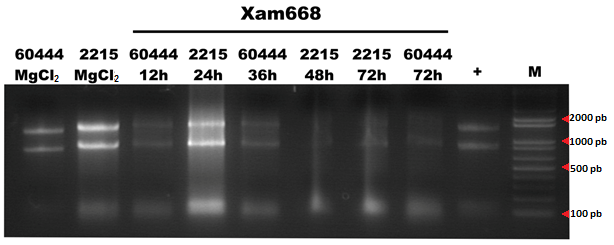 Xam668
60444 2215 60444 2215 60444 2215 2215 60444
MgCl₂ MgCl₂ 12h 24h 36h 48h 72h 72h + M
2000 pb
1000 pb
500 pb
100 pb